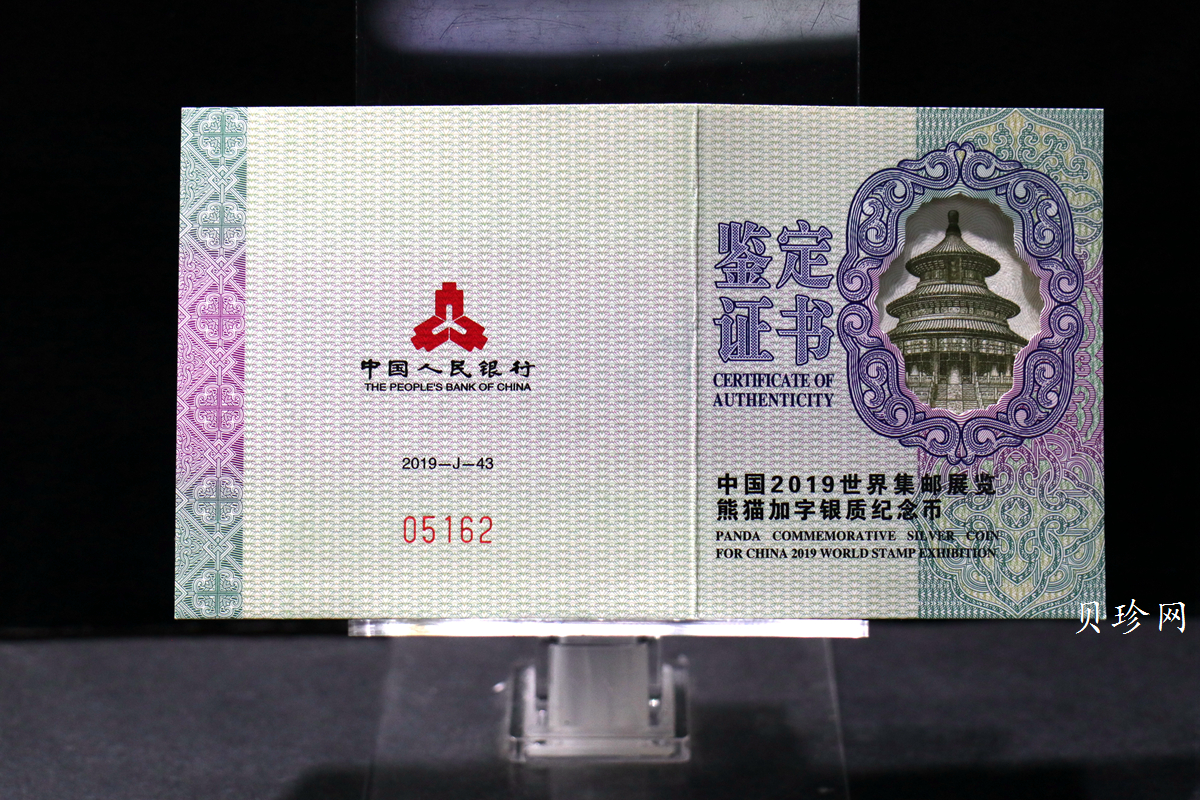 中国人民银行
THE PEOPLE'S BANK OF CHINA
2019—J—43
05162
鉴定
证书
CERTIFICATE OF
AUTHENTICITY
中国2019世界集邮展览
熊猫加字银质纪念币
PANDA COMMEMORATIVE SILVER COIN
FOR CHINA 2019 WORLD STAMP EXHIBITION
贝珍网